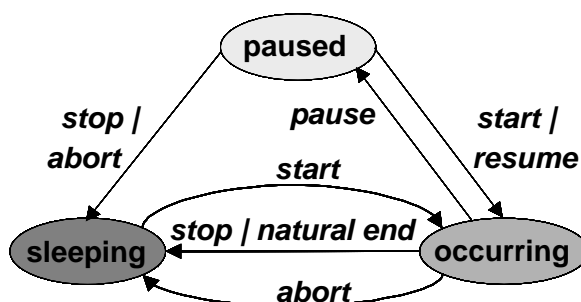 paused
stop |
abort
pause
start |
resume
start
stop | natural end
sleeping
occurring
abort